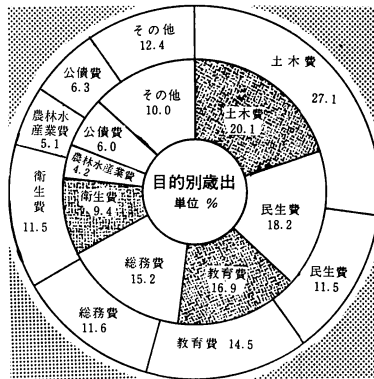 その他
12.4
土木費
27.1
公債費
6.3
その他
10.0
土木費
20.1
農林水
産業費
5.1
公債費
6.0
農林水産業費
4.2
目的別歳出
単位 %
衛生費
11.5
衛生費
9.4
民生費
18.2
民生費
11.5
総務費
15.2
教育費
16.9
総務費
11.6
教育費 14.5